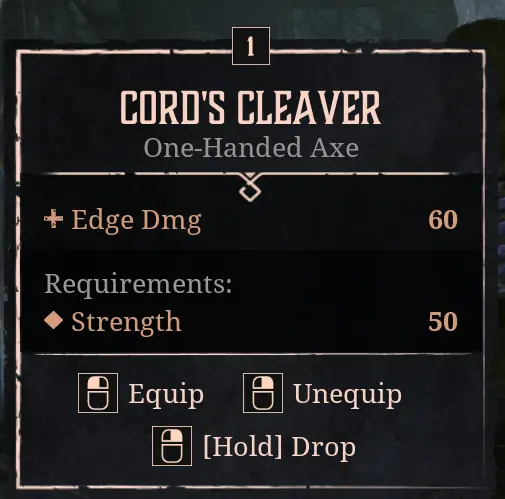 1
CORD'S CLEAVER
One-Handed Axe
Edge Dmg 60
Requirements:
Strength 50
Equip Unequip
[Hold] Drop